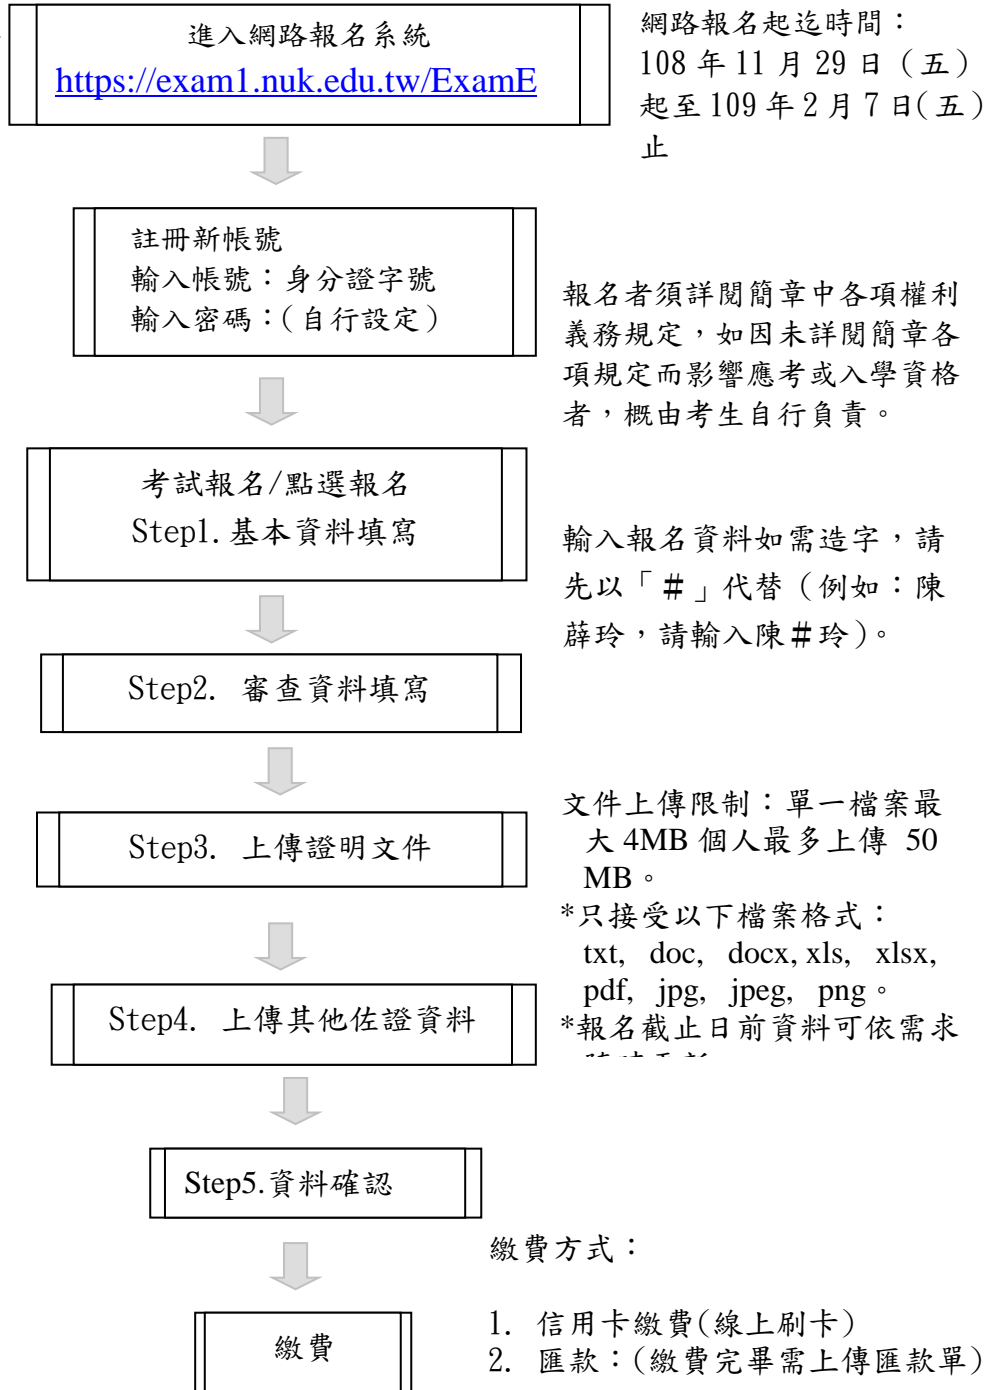 進入網路報名系統
https://exam1.nuk.edu.tw/ExamE
網路報名起迄時間：
108年11月29日（五）
起至109年2月7日(五)
止
註冊新帳號
輸入帳號：身分證字號
輸入密碼：(自行設定)
報名者須詳閱簡章中各項權利
義務規定，如因未詳閱簡章各
項規定而影響應考或入學資格
者，概由考生自行負責。
考試報名/點選報名
Step1.基本資料填寫
輸入報名資料如需造字，請
先以「＃」代替（例如：陳
薜玲，請輸入陳＃玲）。
Step2. 審查資料填寫
Step3. 上傳證明文件
文件上傳限制：單一檔案最
大 4MB 個人最多上傳 50
MB。
*只接受以下檔案格式：
txt, doc, docx, xls, xlsx,
pdf, jpg, jpeg, png。
*報名截止日前資料可依需求
Step4. 上傳其他佐證資料
Step5.資料確認
繳費
繳費方式：
1. 信用卡繳費(線上刷卡)
2. 匯款：(繳費完畢需上傳匯款單)